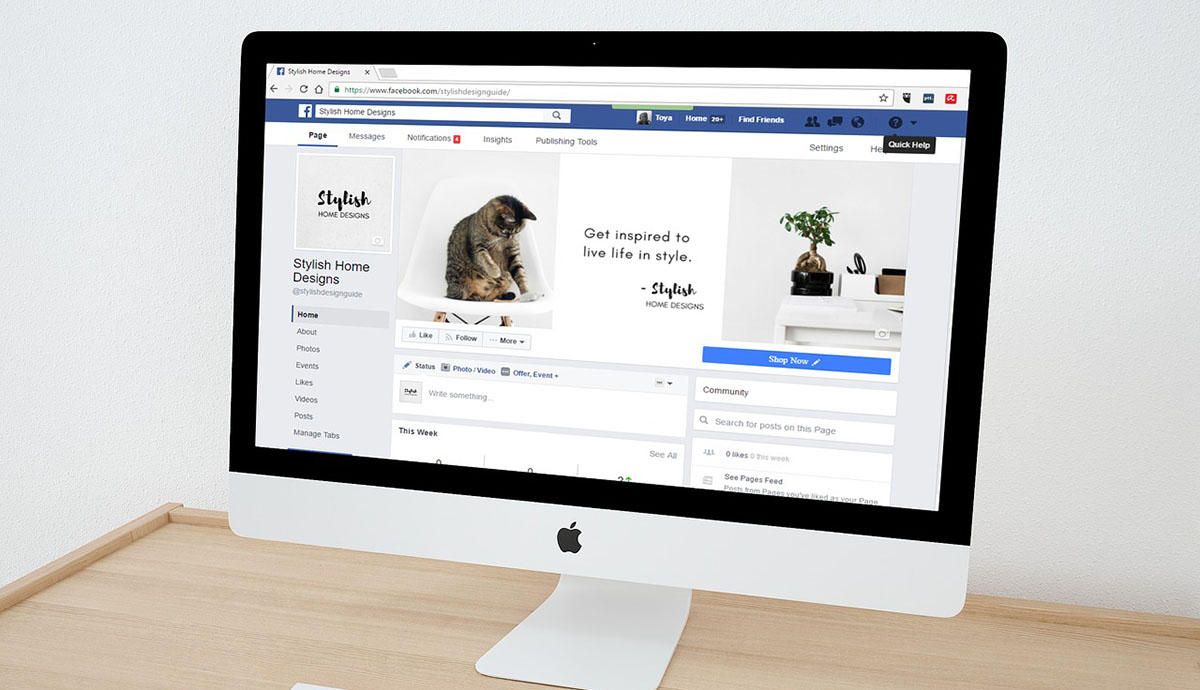 Stylish Home Designs
https://www.facebook.com/stylishdesignguide/
Stylish Home Designs
Toya Home 20+ Find Friends
Page Messages Notifications 4 Insights Publishing Tools Settings
Quick Help
Stylish
HOME DESIGNS
Get inspired to
live life in style.
- Stylish
HOME DESIGNS
Stylish Home
Designs
@stylishdesignguide
Home
About
Photos
Events
Likes
Videos
Posts
Manage Tabs
Like Follow More
Shop Now
Status Photo / Video Offer, Event +
Write something...
This Week
See All
Community
Search for posts on this Page
0 likes 0 this week
See Pages Feed
Posts from Pages you've liked as your Page